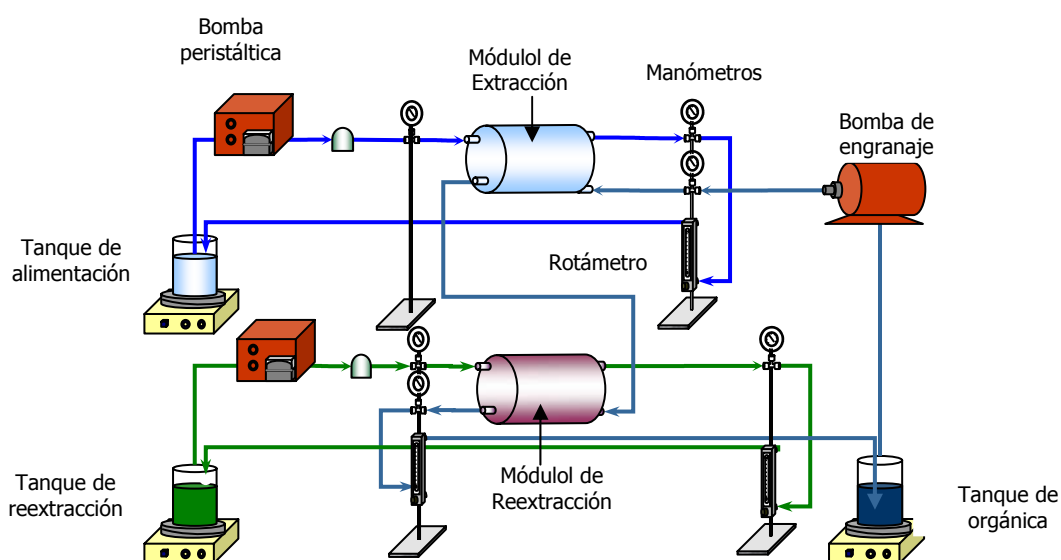 Bomba
peristáltica
Módulol de
Extracción
Manómetros
Bomba de
engranaje
Tanque de
alimentación
Rotámetro
Tanque de
reextracción
Módulol de
Reextracción
Tanque de
orgánica